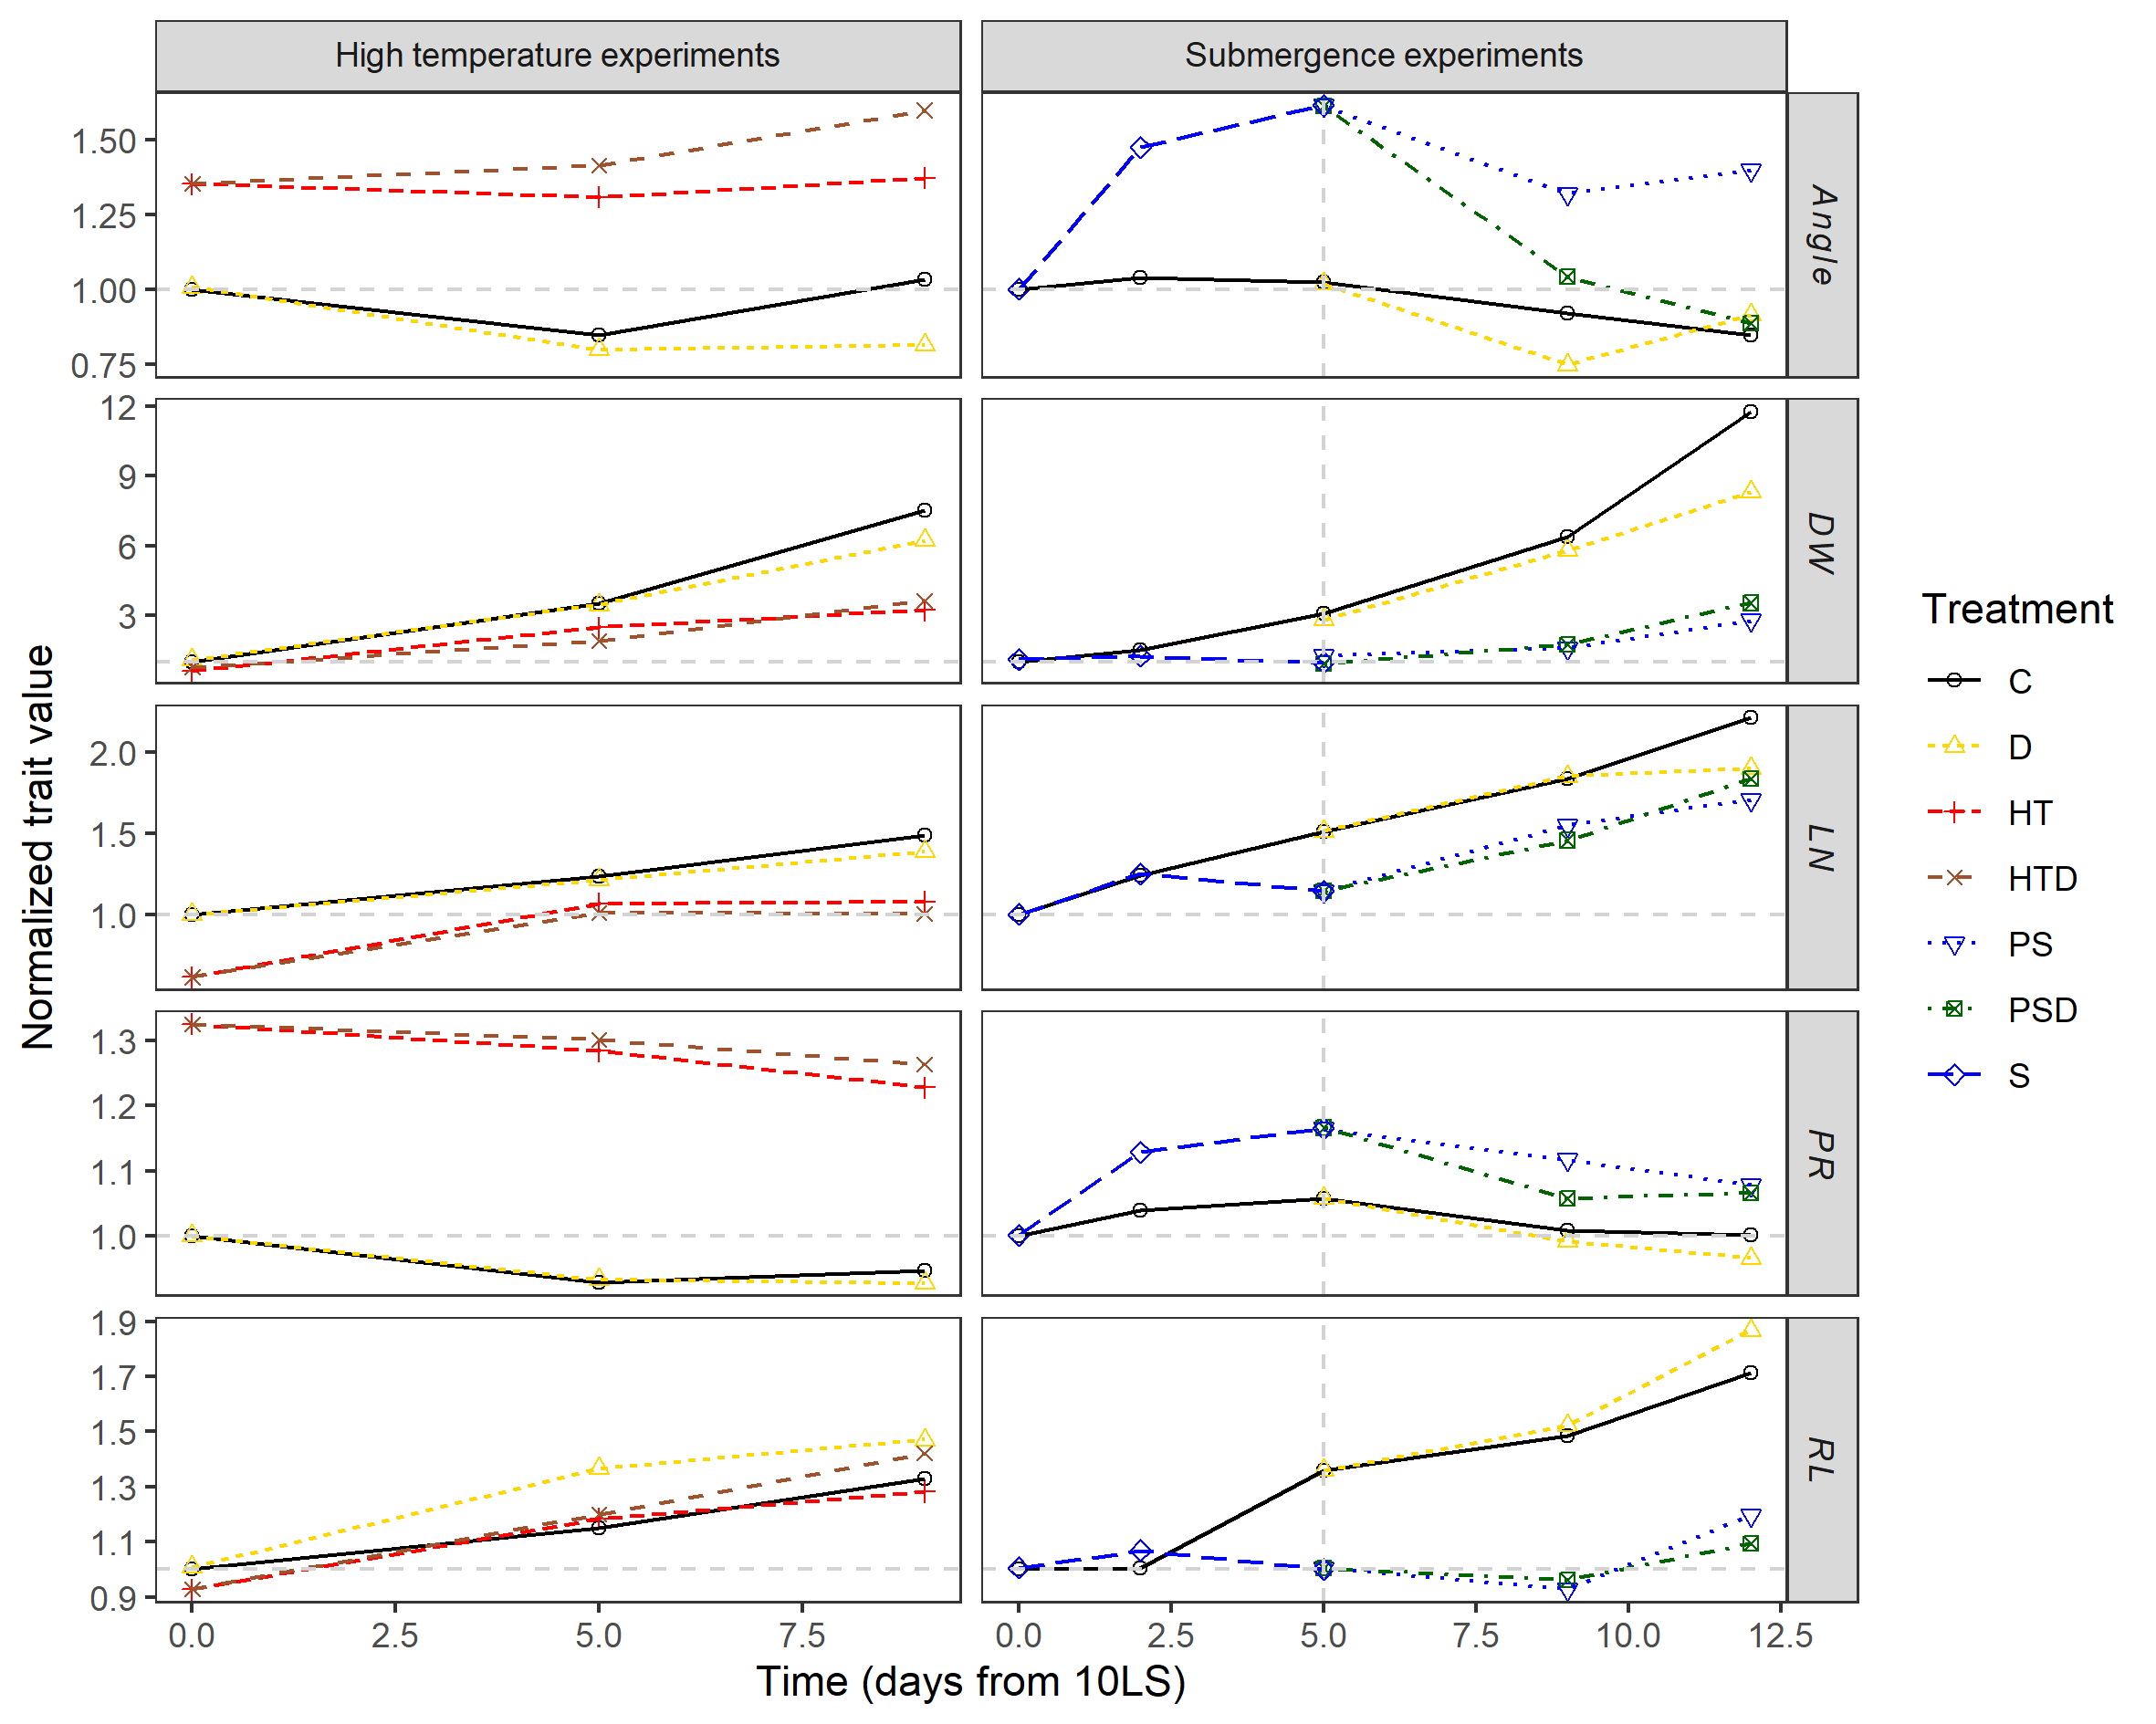 High temperature experiments
Submergence experiments
1.50
1.25
1.00
0.75
Angle
12
9
6
3
DW
2.0
1.5
1.0
LN
1.3
1.2
1.1
1.0
PR
1.9
1.7
1.5
1.3
1.1
0.9
RL
0.0 2.5 5.0 7.5
0.0 2.5 5.0 7.5 10.0 12.5
Time (days from 10LS)
Normalized trait value
Treatment
C
D
HT
HTD
PS
PSD
S